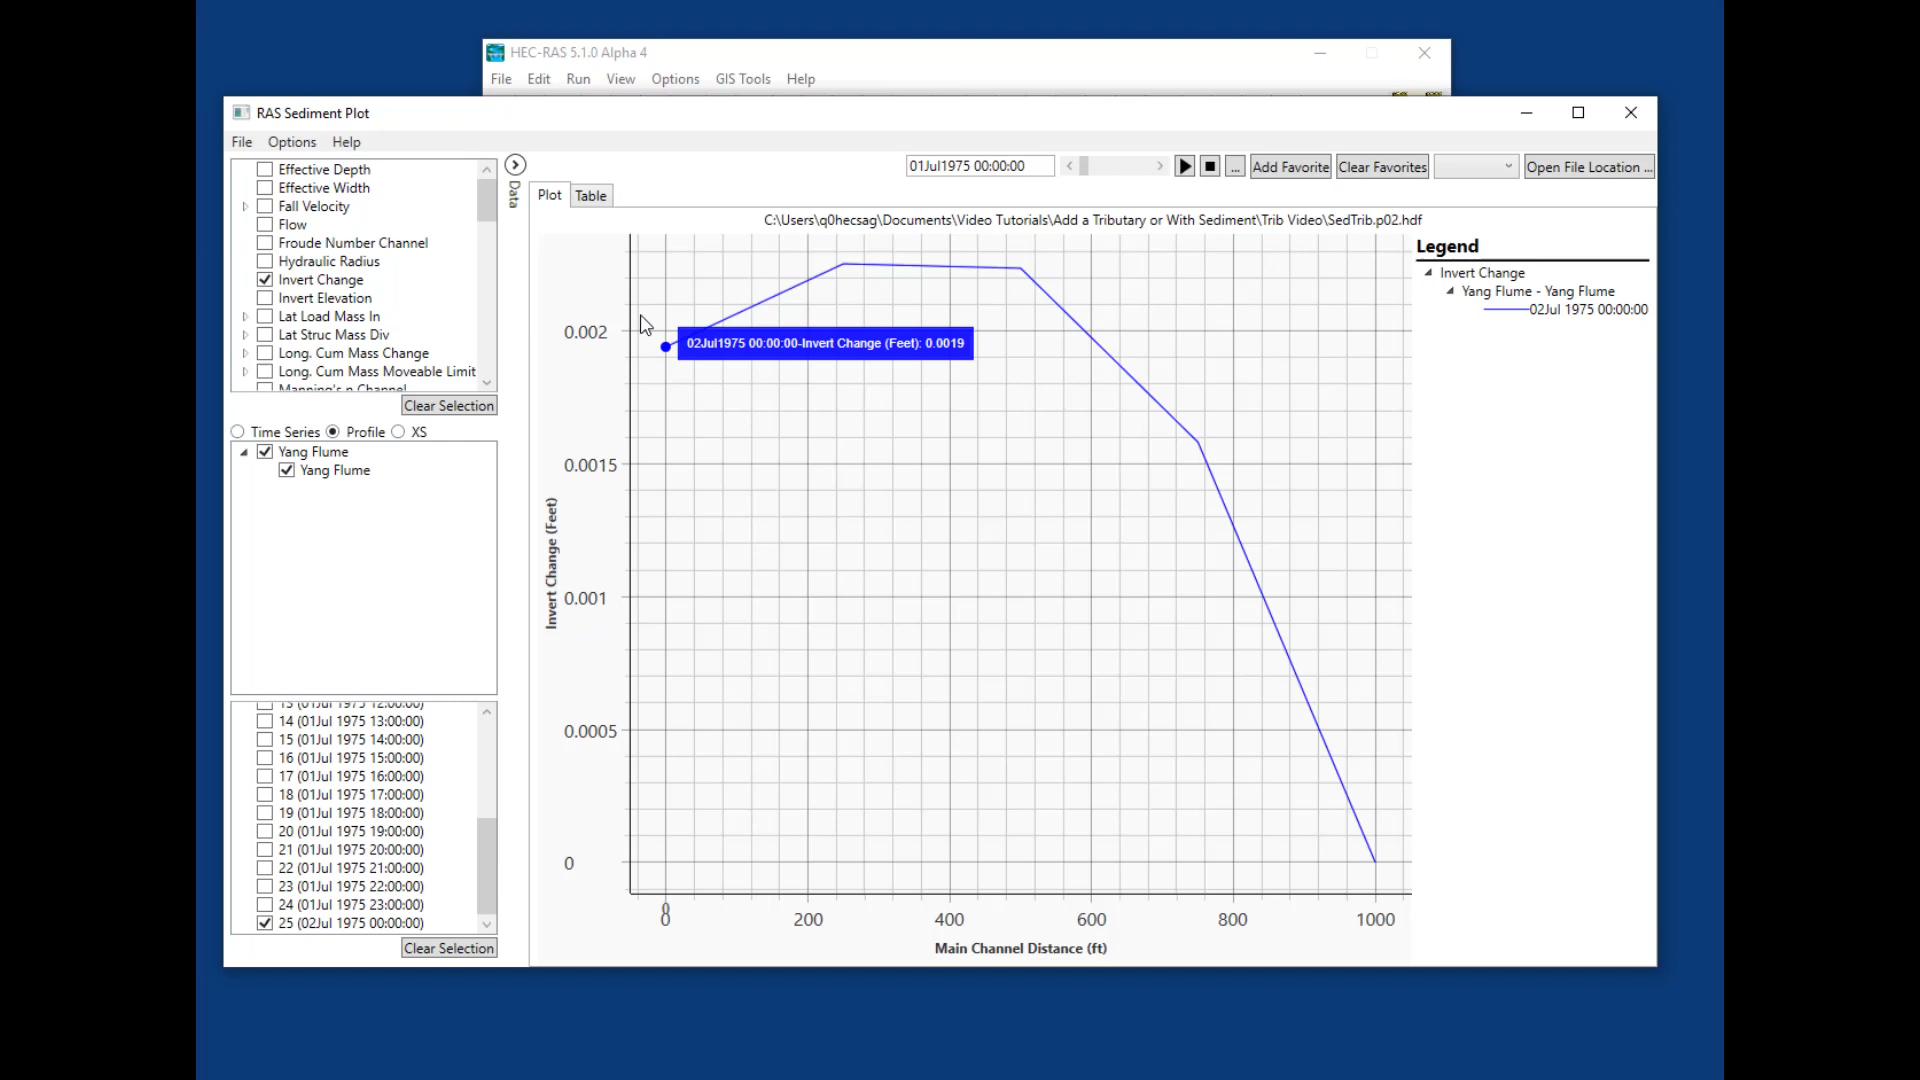 HEC-RAS 5.1.0 Alpha 4
File Edit Run View Options GIS Tools Help
RAS Sediment Plot
File Options Help
Effective Depth
Effective Width
Fall Velocity
Flow
Froude Number Channel
Hydraulic Radius
Invert Change
Invert Elevation
Lat Load Mass In
Lat Struc Mass Div
Long. Cum Mass Change
Long. Cum Mass Moveable Limit
Manning's n Channel
Clear Selection
Time Series Profile XS
Yang Flume
Yang Flume
13 (01Jul 1975 12:00:00)
14 (01Jul 1975 13:00:00)
15 (01Jul 1975 14:00:00)
16 (01Jul 1975 15:00:00)
17 (01Jul 1975 16:00:00)
18 (01Jul 1975 17:00:00)
19 (01Jul 1975 18:00:00)
20 (01Jul 1975 19:00:00)
21 (01Jul 1975 20:00:00)
22 (01Jul 1975 21:00:00)
23 (01Jul 1975 22:00:00)
24 (01Jul 1975 23:00:00)
25 (02Jul 1975 00:00:00)
Clear Selection
Data
01Jul1975 00:00:00 ... Add Favorite Clear Favorites Open File Location ...
Plot Table
C:\Users\q0hecsag\Documents\Video Tutorials\Add a Tributary or With Sediment\Trib Video\SedTrib.p02.hdf
Invert Change (Feet)
0.002
0.0015
0.001
0.0005
0
02Jul1975 00:00:00-Invert Change (Feet): 0.0019
0
0 200 400 600 800 1000
Main Channel Distance (ft)
Legend
Invert Change
Yang Flume - Yang Flume
02Jul 1975 00:00:00